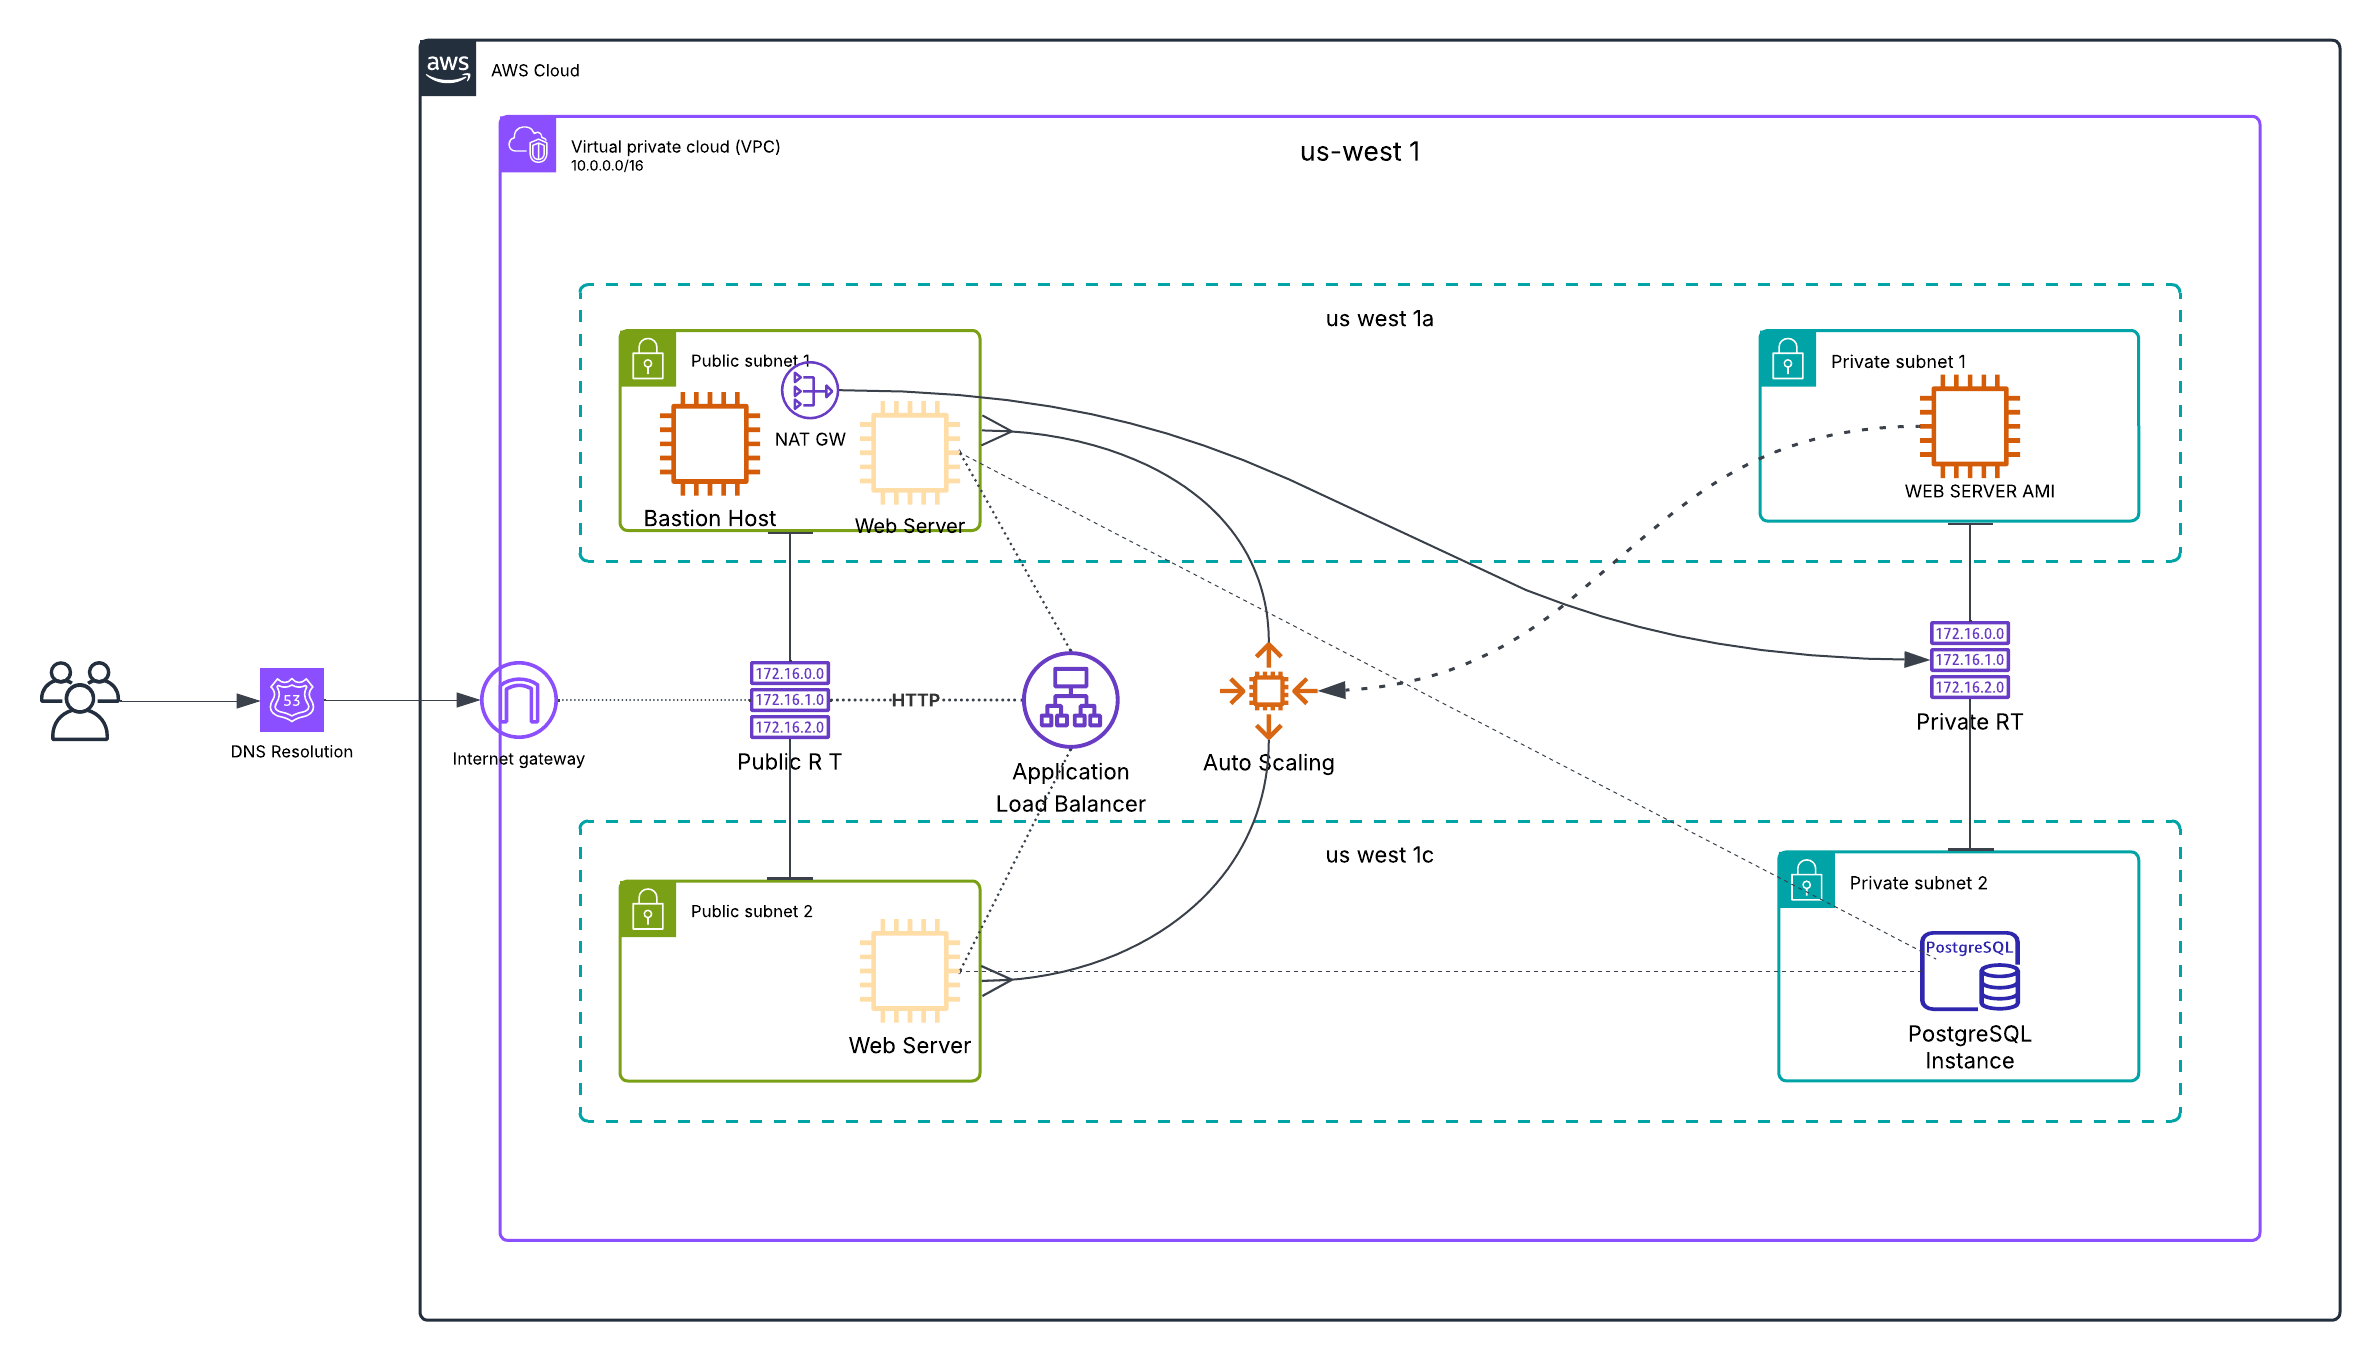 aws
AWS Cloud
Virtual private cloud (VPC)
10.0.0.0/16
us-west 1
us west 1a
Public subnet 1
NAT GW
Bastion Host
Web Server
Private subnet 1
WEB SERVER AMI
53
DNS Resolution
Internet gateway
172.16.0.0
172.16.1.0
172.16.2.0
Public R T
HTTP
Application
Load Balancer
Auto Scaling
172.16.0.0
172.16.1.0
172.16.2.0
Private RT
us west 1c
Public subnet 2
Web Server
Private subnet 2
PostgreSQL
PostgreSQL
Instance